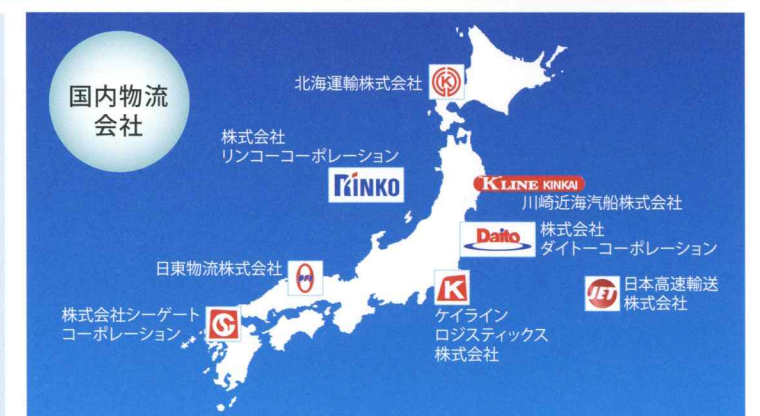 国内物流
会社
北海運輸株式会社
株式会社
リンコーコーポレーション
RINKO
K LINE KINKAI
川崎近海汽船株式会社
Daito
株式会社
ダイトーコーポレーション
日東物流株式会社
K
ケイライン
ロジスティックス
株式会社
JET
日本高速輸送
株式会社
株式会社シーゲート
コーポレーション